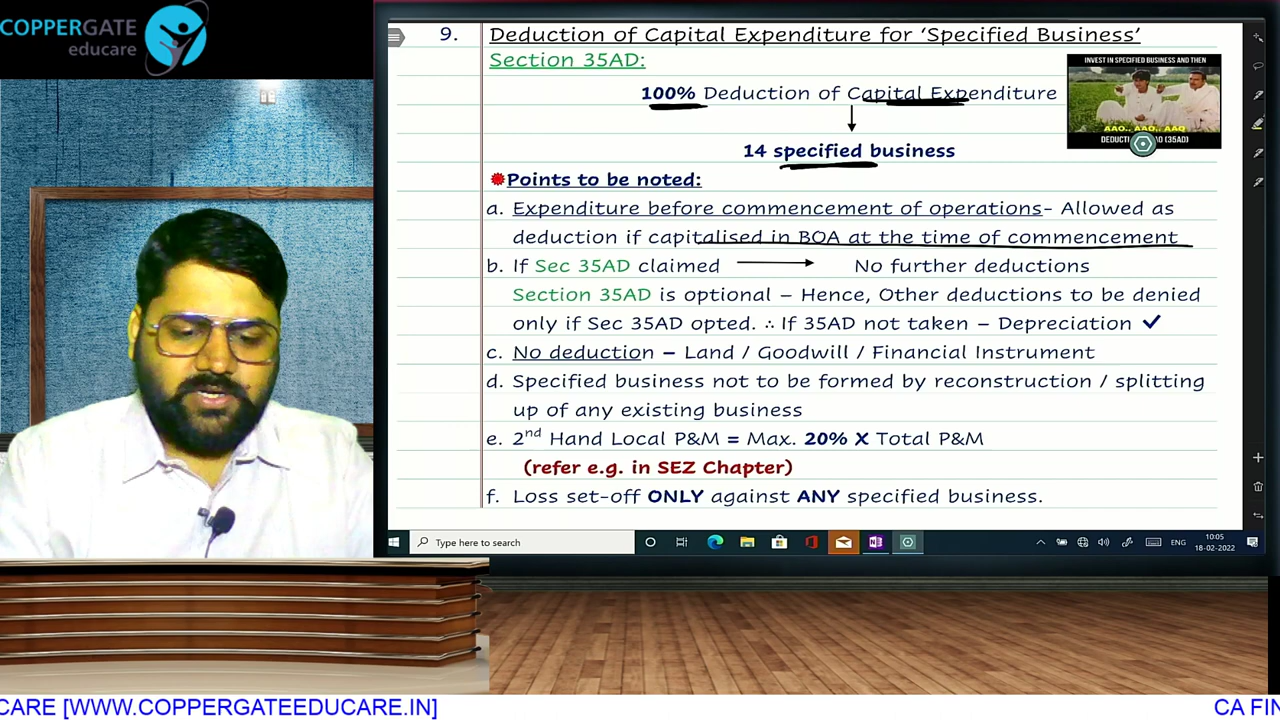 COPPERGATE
educare
9. Deduction of Capital Expenditure for ‘Specified Business’
Section 35AD:
100% Deduction of Capital Expenditure
14 specified business
INVEST IN SPECIFIED BUSINESS AND THEN
AAO.. AAO.. AAO
Points to be noted:
a. Expenditure before commencement of operations- Allowed as
deduction if capitalised in BOA at the time of commencement
b. If Sec 35AD claimed → No further deductions
Section 35AD is optional – Hence, Other deductions to be denied
only if Sec 35AD opted. ∴ If 35AD not taken – Depreciation ✓
c. No deduction – Land / Goodwill / Financial Instrument
d. Specified business not to be formed by reconstruction / splitting
up of any existing business
e. 2nd Hand Local P&M = Max. 20% X Total P&M
(refer e.g. in SEZ Chapter)
f. Loss set-off ONLY against ANY specified business.
Type here to search
ENG
10:05
18-02-2022
CARE [WWW.COPPERGATEEDUCARE.IN]
CA FIN